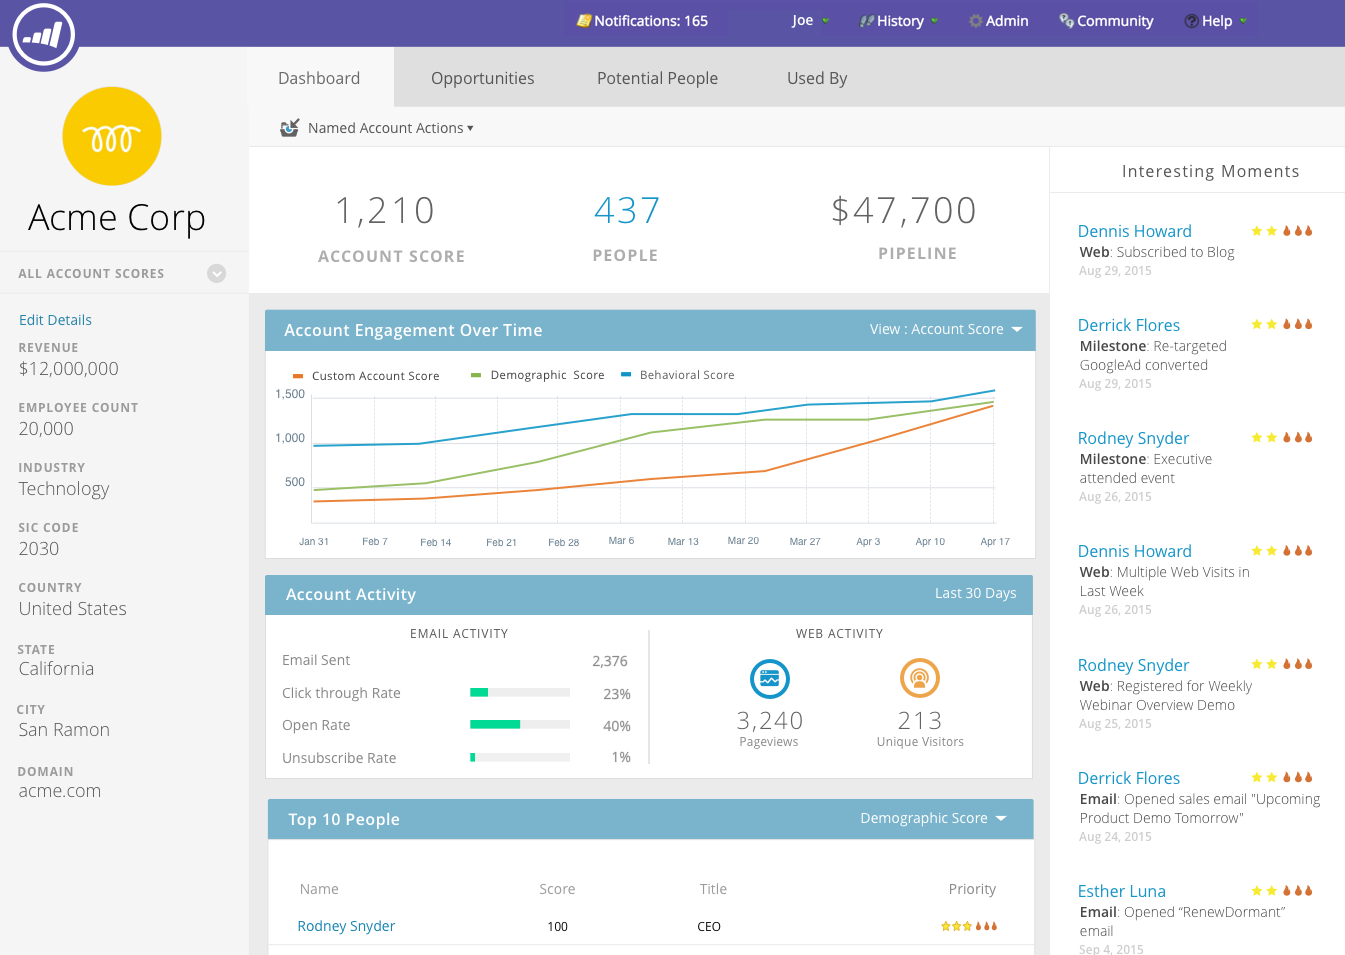 Notifications: 165
Joe
History
Admin
Community
Help
Dashboard
Opportunities
Potential People
Used By
Named Account Actions
Acme Corp
ALL ACCOUNT SCORES
Edit Details
REVENUE
$12,000,000
EMPLOYEE COUNT
20,000
INDUSTRY
Technology
SIC CODE
2030
COUNTRY
United States
STATE
California
CITY
San Ramon
DOMAIN
acme.com
1,210
ACCOUNT SCORE
437
PEOPLE
$47,700
PIPELINE
Account Engagement Over Time
View : Account Score
Custom Account Score
Demographic Score
Behavioral Score
1,500
1,000
500
Jan 31
Feb 7
Feb 14
Feb 21
Feb 28
Mar 6
Mar 13
Mar 20
Mar 27
Apr 3
Apr 10
Apr 17
Account Activity
Last 30 Days
EMAIL ACTIVITY
Email Sent
2,376
Click through Rate
23%
Open Rate
40%
Unsubscribe Rate
1%
WEB ACTIVITY
3,240
Pageviews
213
Unique Visitors
Top 10 People
Demographic Score
Name
Score
Title
Priority
Rodney Snyder
100
CEO
Interesting Moments
Dennis Howard
Web: Subscribed to Blog
Aug 29, 2015
Derrick Flores
Milestone: Re-targeted
GoogleAd converted
Aug 29, 2015
Rodney Snyder
Milestone: Executive
attended event
Aug 26, 2015
Dennis Howard
Web: Multiple Web Visits in
Last Week
Aug 26, 2015
Rodney Snyder
Web: Registered for Weekly
Webinar Overview Demo
Aug 25, 2015
Derrick Flores
Email: Opened sales email "Upcoming
Product Demo Tomorrow"
Aug 24, 2015
Esther Luna
Email: Opened “RenewDormant”
email
Sep 4, 2015